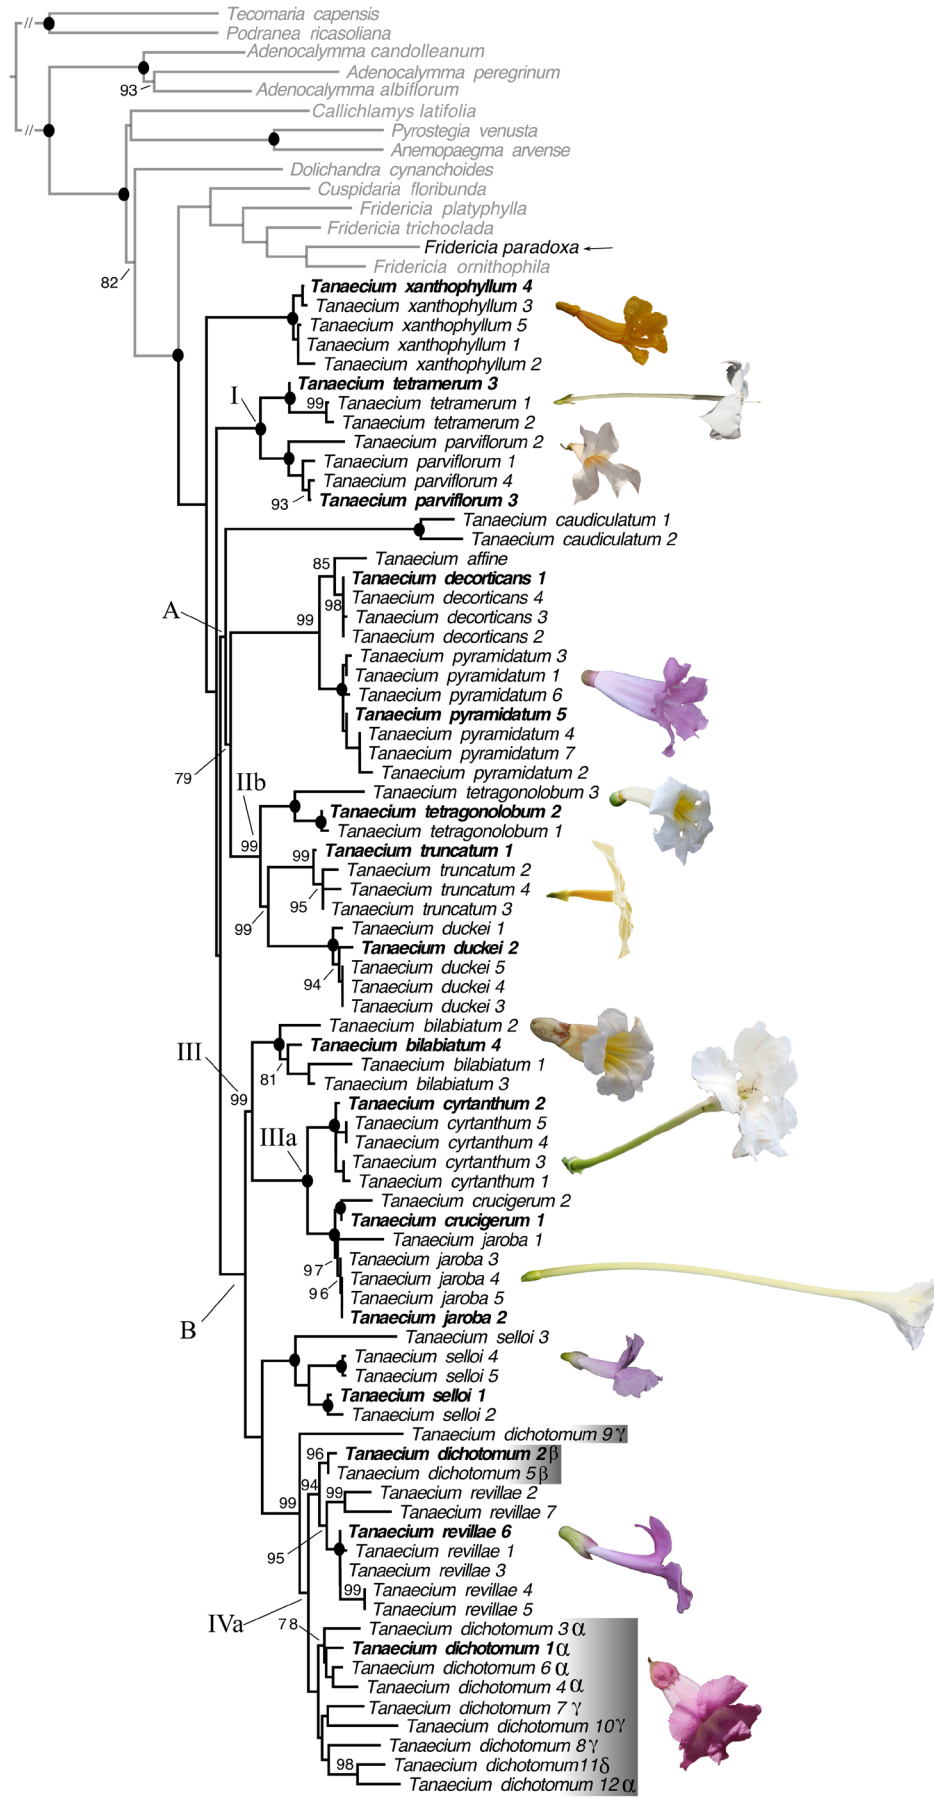 Tecomaria capensis
Podranea ricasoliana
Adenocalymma candolleanum
Adenocalymma peregrinum
93
Adenocalymma albiflorum
Callichlamys latifolia
Pyrostegia venusta
Anemopaegma arvense
Dolichandra cynanchoides
Cuspidaria floribunda
Fridericia platyphylla
Fridericia trichoclada
Fridericia paradoxa
Fridericia ornithophila
82
Tanaecium xanthophyllum 4
Tanaecium xanthophyllum 3
Tanaecium xanthophyllum 5
Tanaecium xanthophyllum 1
Tanaecium xanthophyllum 2
Tanaecium tetramerum 3
I
99
Tanaecium tetramerum 1
Tanaecium tetramerum 2
Tanaecium parviflorum 2
Tanaecium parviflorum 1
Tanaecium parviflorum 4
93
Tanaecium parviflorum 3
Tanaecium caudiculatum 1
Tanaecium caudiculatum 2
Tanaecium affine
85
Tanaecium decorticans 1
98
Tanaecium decorticans 4
A
99
Tanaecium decorticans 3
Tanaecium decorticans 2
Tanaecium pyramidatum 3
Tanaecium pyramidatum 1
Tanaecium pyramidatum 6
Tanaecium pyramidatum 5
Tanaecium pyramidatum 4
Tanaecium pyramidatum 7
Tanaecium pyramidatum 2
79
IIb
Tanaecium tetragonolobum 3
Tanaecium tetragonolobum 2
Tanaecium tetragonolobum 1
99
99
Tanaecium truncatum 1
Tanaecium truncatum 2
Tanaecium truncatum 4
95
Tanaecium truncatum 3
99
Tanaecium duckei 1
Tanaecium duckei 2
Tanaecium duckei 5
94
Tanaecium duckei 4
Tanaecium duckei 3
Tanaecium bilabiatum 2
Tanaecium bilabiatum 4
III
Tanaecium bilabiatum 1
81
Tanaecium bilabiatum 3
99
Tanaecium cyrtanthum 2
Tanaecium cyrtanthum 5
IIIa
Tanaecium cyrtanthum 4
Tanaecium cyrtanthum 3
Tanaecium cyrtanthum 1
Tanaecium crucigerum 2
Tanaecium crucigerum 1
Tanaecium jaroba 1
Tanaecium jaroba 3
97
Tanaecium jaroba 4
96
Tanaecium jaroba 5
Tanaecium jaroba 2
B
Tanaecium selloi 3
Tanaecium selloi 4
Tanaecium selloi 5
Tanaecium selloi 1
Tanaecium selloi 2
Tanaecium dichotomum 9 γ
96
Tanaecium dichotomum 2 β
Tanaecium dichotomum 5 β
94
99
Tanaecium revillae 2
99
Tanaecium revillae 7
Tanaecium revillae 6
95
Tanaecium revillae 1
Tanaecium revillae 3
99
Tanaecium revillae 4
Tanaecium revillae 5
IVa
78
Tanaecium dichotomum 3 α
Tanaecium dichotomum 1 α
Tanaecium dichotomum 6 α
Tanaecium dichotomum 4 α
Tanaecium dichotomum 7 γ
Tanaecium dichotomum 10 γ
Tanaecium dichotomum 8 γ
98
Tanaecium dichotomum 11 δ
Tanaecium dichotomum 12 α